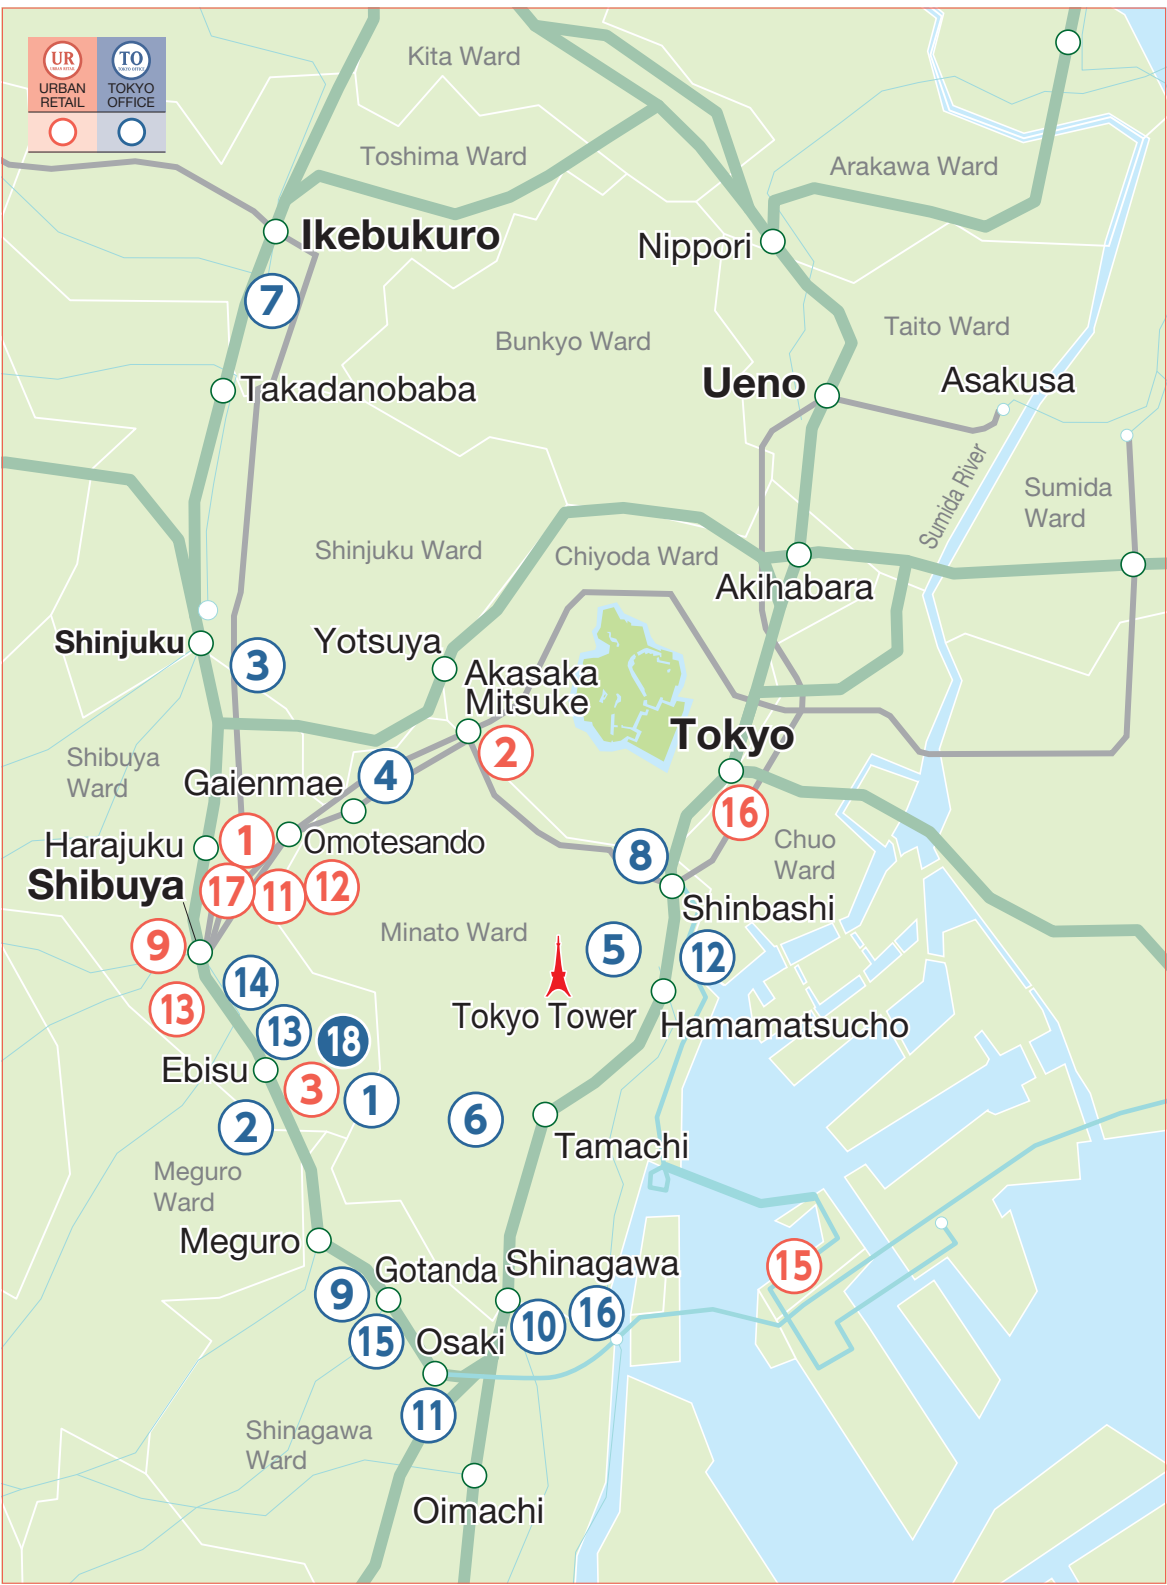 UR
URBAN RETAIL
TO
TOKYO OFFICE
URBAN
RETAIL
TOKYO
OFFICE
Kita Ward
Toshima Ward
Arakawa Ward
Ikebukuro
Nippori
7
Bunkyo Ward
Taito Ward
Takadanobaba
Ueno
Asakusa
Sumida River
Sumida
Ward
Shinjuku Ward
Chiyoda Ward
Akihabara
Shinjuku
3
Yotsuya
Akasaka
Mitsuke
2
Tokyo
Shibuya
Ward
Gaienmae
4
16
Harajuku
1
Omotesando
8
Chuo
Ward
Shibuya
17
11
12
Shinbashi
9
Minato Ward
5
12
14
13
Tokyo Tower
Hamamatsucho
13
18
Ebisu
3
1
2
6
Tamachi
Meguro
Ward
Meguro
Gotanda
Shinagawa
15
9
10
16
15
Osaki
11
Shinagawa
Ward
Oimachi